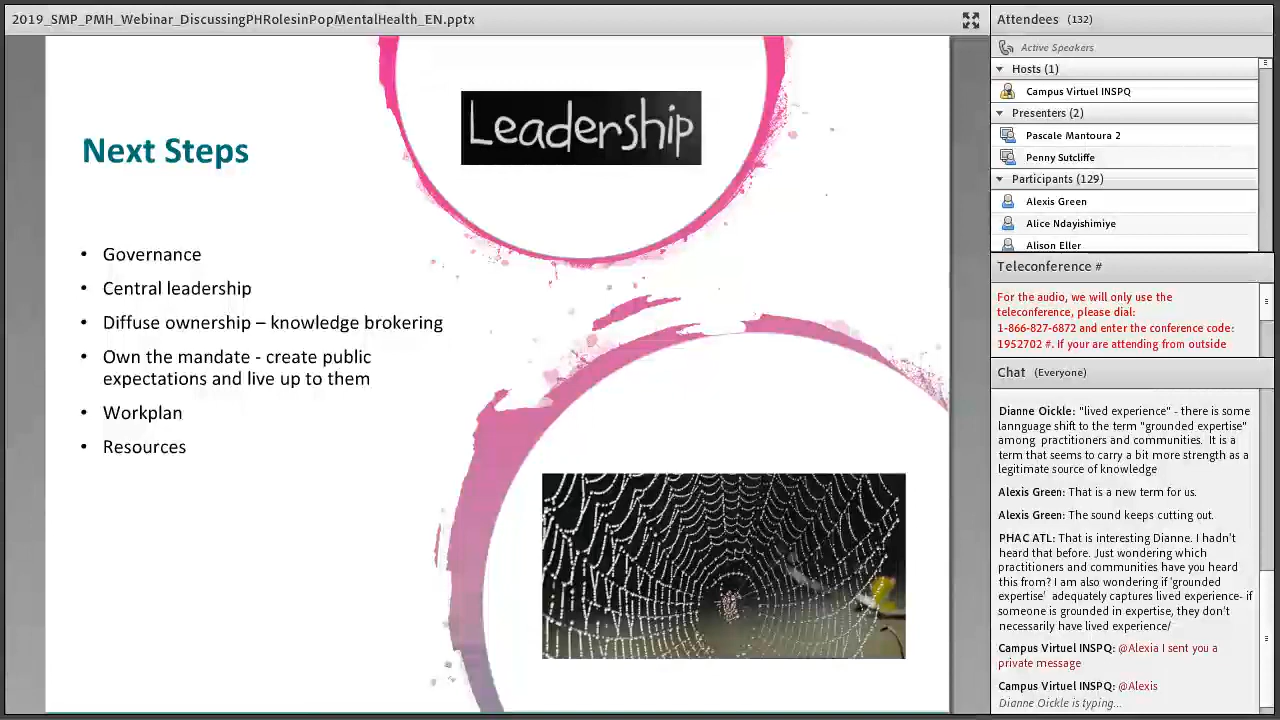 2019_SMP_PMH_Webinar_DiscussingPHRolesinPopMentalHealth_EN.pptx
Leadership
Next Steps
• Governance
• Central leadership
• Diffuse ownership – knowledge brokering
• Own the mandate - create public
expectations and live up to them
• Workplan
• Resources
Attendees (132)
Active Speakers
Hosts (1)
Campus Virtuel INSPQ
Presenters (2)
Pascale Mantoura 2
Penny Sutcliffe
Participants (129)
Alexis Green
Alice Ndayishimiye
Alison Eller
Teleconference #
For the audio, we will only use the
teleconference, please dial:
1-866-827-6872 and enter the conference code:
1952702 #. If your are attending from outside
Chat (Everyone)
Dianne Oickle: "lived experience" - there is some
lannguage shift to the term "grounded expertise"
among practitioners and communities. It is a
term that seems to carry a bit more strength as a
legitimate source of knowledge
Alexis Green: That is a new term for us.
Alexis Green: The sound keeps cutting out.
PHAC ATL: That is interesting Dianne. I hadn't
heard that before. Just wondering which
practitioners and communities have you heard
this from? I am also wondering if 'grounded
expertise' adequately captures lived experience- if
someone is grounded in expertise, they don't
necessarily have lived experience/
Campus Virtuel INSPQ: @Alexia I sent you a
private message
Campus Virtuel INSPQ: @Alexis
Dianne Oickle is typing...